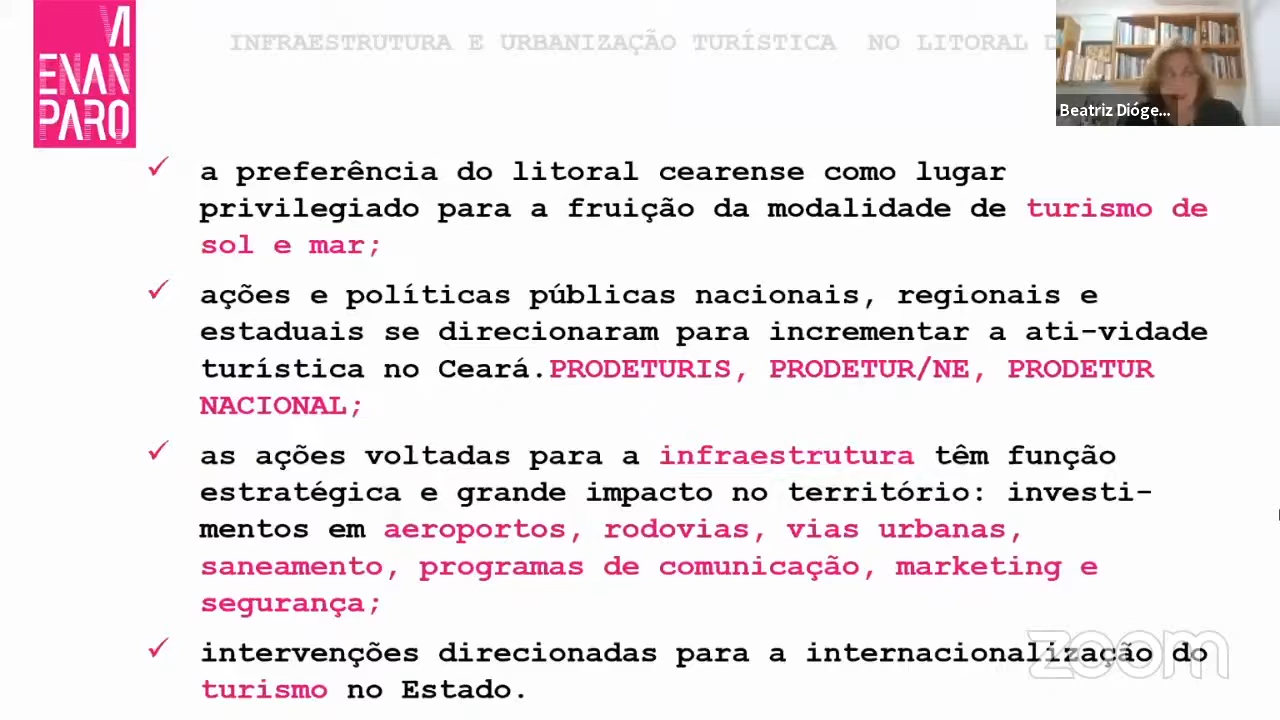 VI
ENAN
PARQ
INFRAESTRUTURA E URBANIZAÇÃO TURÍSTICA NO LITORAL D
Beatriz Dióge...
a preferência do litoral cearense como lugar
privilegiado para a fruição da modalidade de turismo de
sol e mar;
ações e políticas públicas nacionais, regionais e
estaduais se direcionaram para incrementar a ati-vidade
turística no Ceará.PRODETURIS, PRODETUR/NE, PRODETUR
NACIONAL;
as ações voltadas para a infraestrutura têm função
estratégica e grande impacto no território: investi-
mentos em aeroportos, rodovias, vias urbanas,
saneamento, programas de comunicação, marketing e
segurança;
intervenções direcionadas para a internacionalização do
turismo no Estado.
zoom